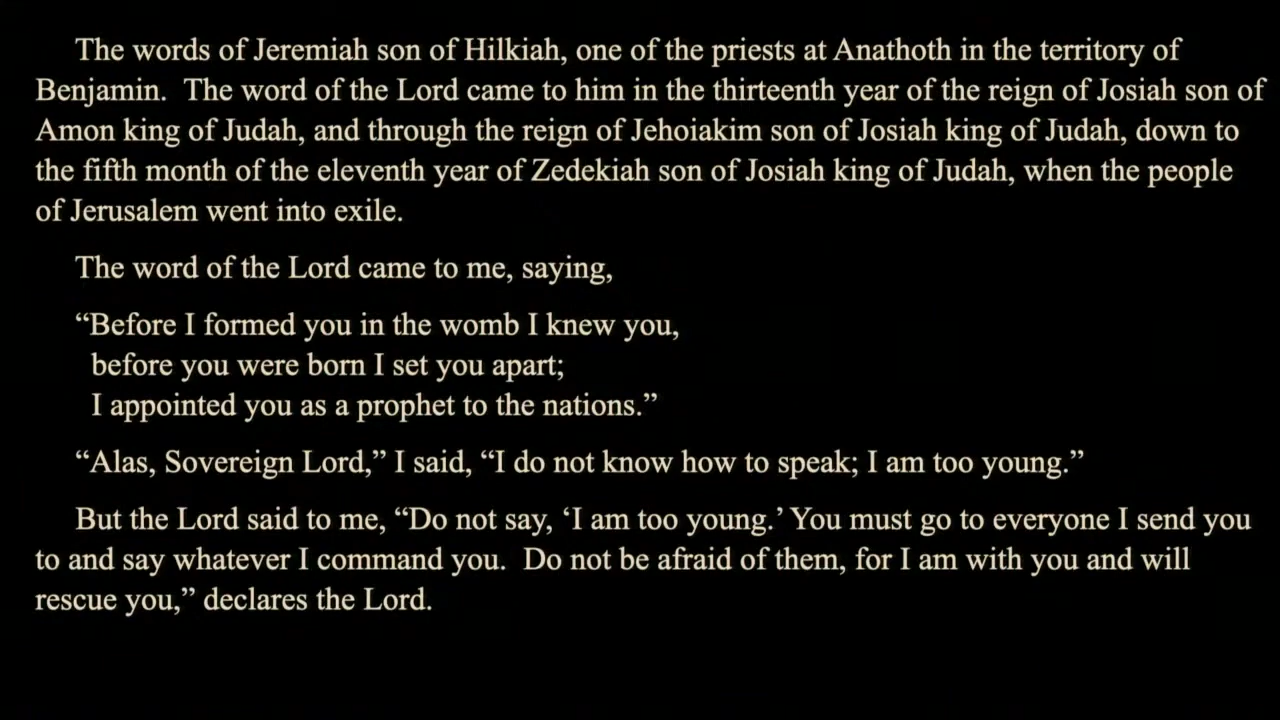 The words of Jeremiah son of Hilkiah, one of the priests at Anathoth in the territory of
Benjamin.  The word of the Lord came to him in the thirteenth year of the reign of Josiah son of
Amon king of Judah, and through the reign of Jehoiakim son of Josiah king of Judah, down to
the fifth month of the eleventh year of Zedekiah son of Josiah king of Judah, when the people
of Jerusalem went into exile.
The word of the Lord came to me, saying,
“Before I formed you in the womb I knew you,
before you were born I set you apart;
I appointed you as a prophet to the nations.”
“Alas, Sovereign Lord,” I said, “I do not know how to speak; I am too young.”
But the Lord said to me, “Do not say, ‘I am too young.’ You must go to everyone I send you
to and say whatever I command you.  Do not be afraid of them, for I am with you and will
rescue you,” declares the Lord.